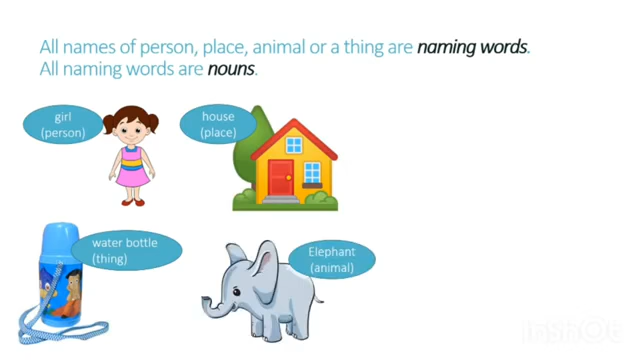 All names of person, place, animal or a thing are naming words.
All naming words are nouns.
girl
(person)
house
(place)
water bottle
(thing)
Elephant
(animal)
InShOt